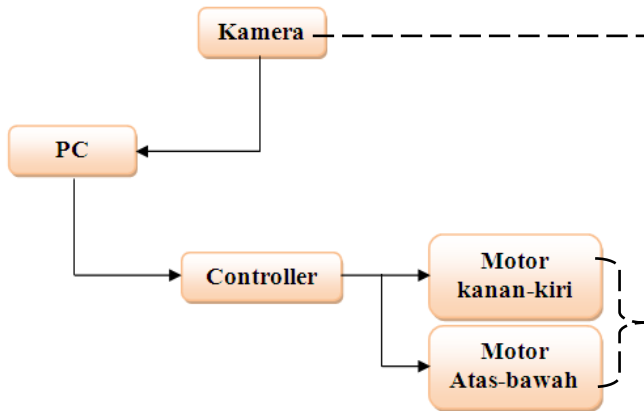 Kamera
PC
Controller
Motor
kanan-kiri
Motor
Atas-bawah